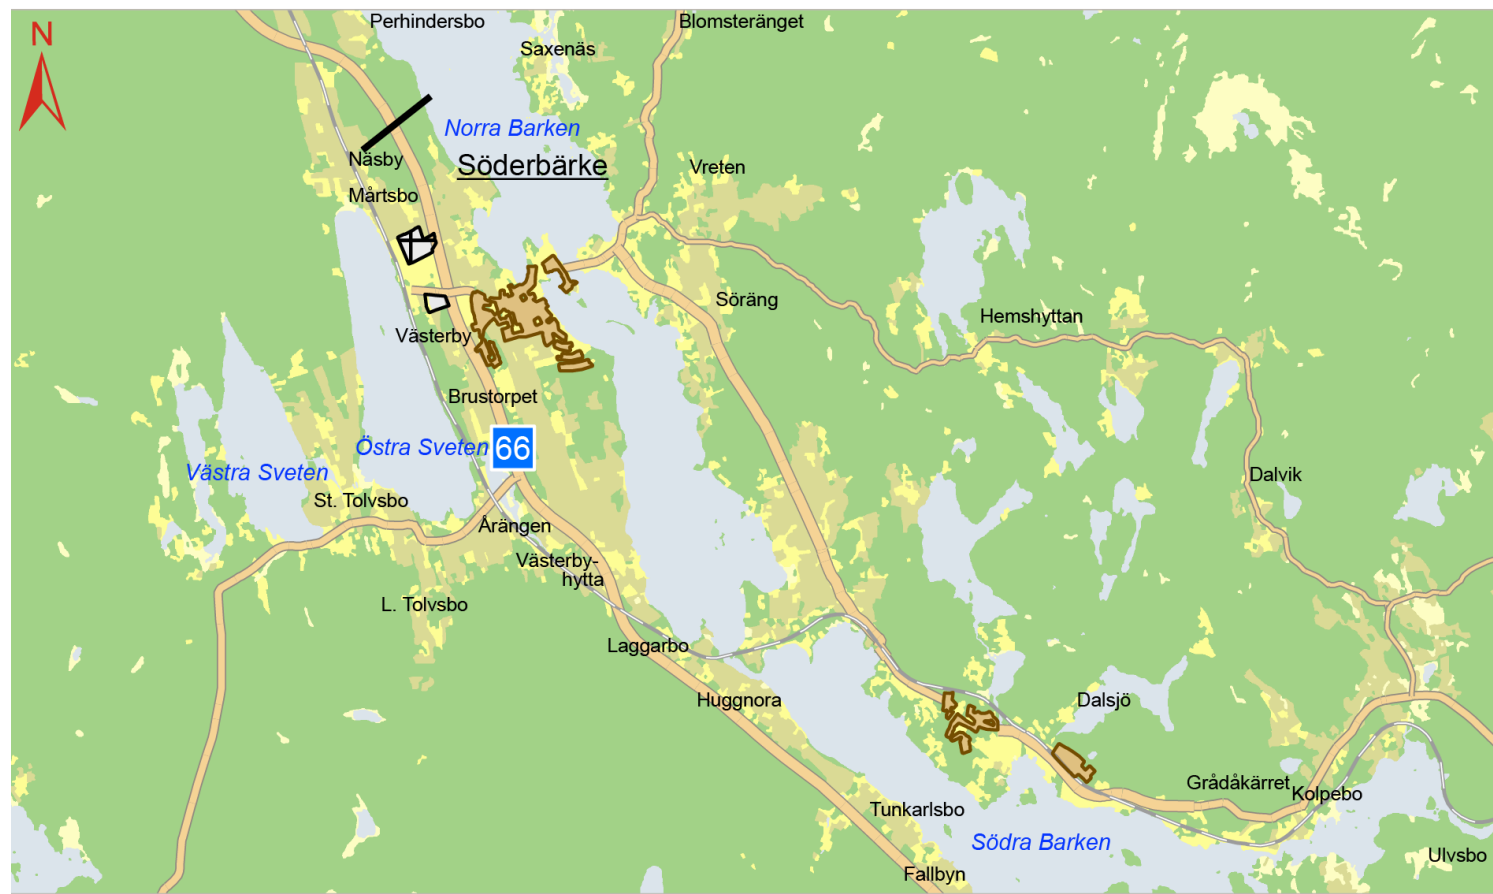 Perhindersbo
Blomsteränget
N
Saxenäs
Norra Barken
Näsby
Söderbärke
Vreten
Mårtsbo
Söräng
Hemshyttan
Västerby
Brustorpet
Östra Sveten
66
Västra Sveten
Dalvik
St. Tolvsbo
Årängen
Västerby-
hytta
L. Tolvsbo
Laggarbo
Huggnora
Dalsjö
Grådåkärret
Kolpebo
Tunkarlsbo
Södra Barken
Ulvsbo
Fallbyn